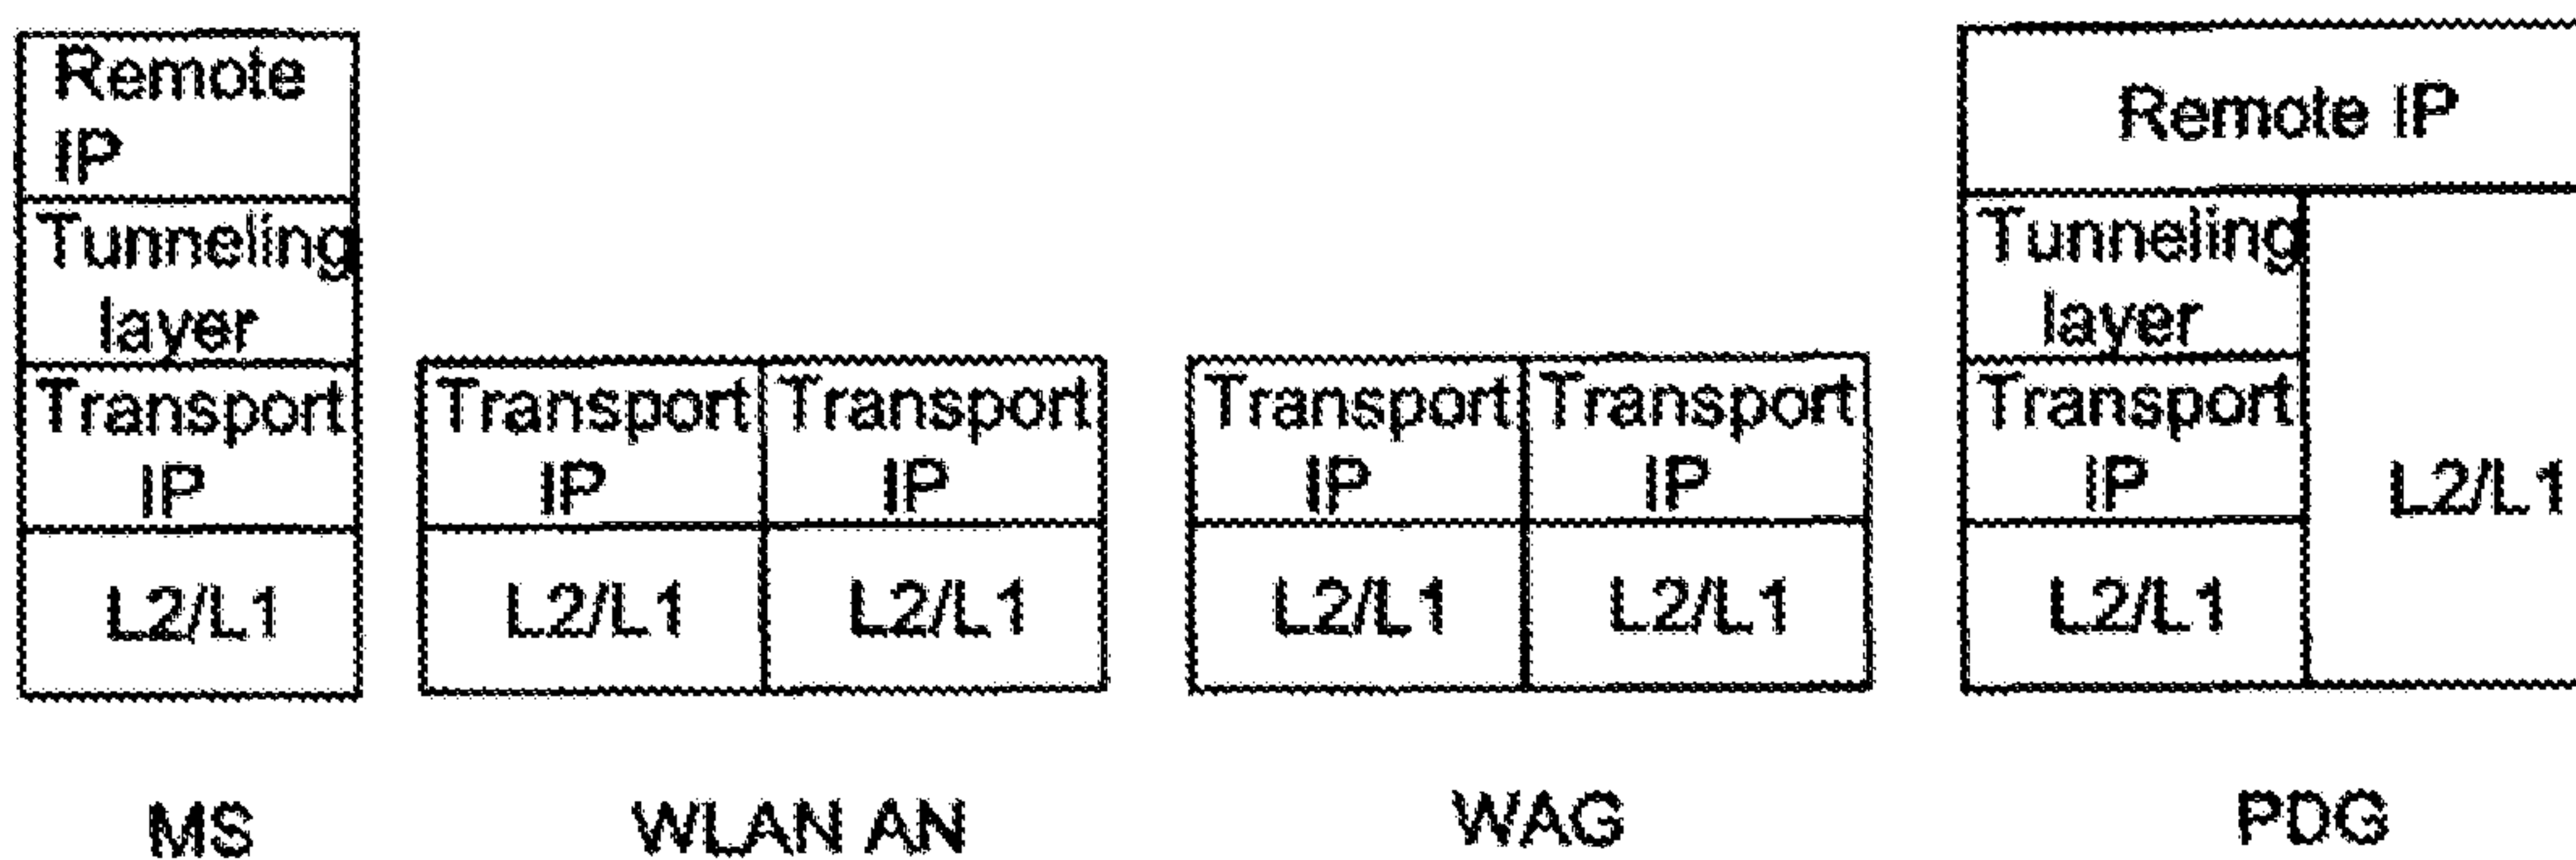 Remote
IP
Tunneling
layer
Transport
IP
L2/L1
MS
Transport
IP
Transport
IP
L2/L1
L2/L1
WLAN AN
Transport
IP
Transport
IP
L2/L1
L2/L1
WAG
Remote IP
Tunneling
layer
Transport
IP
L2/L1
L2/L1
PDG